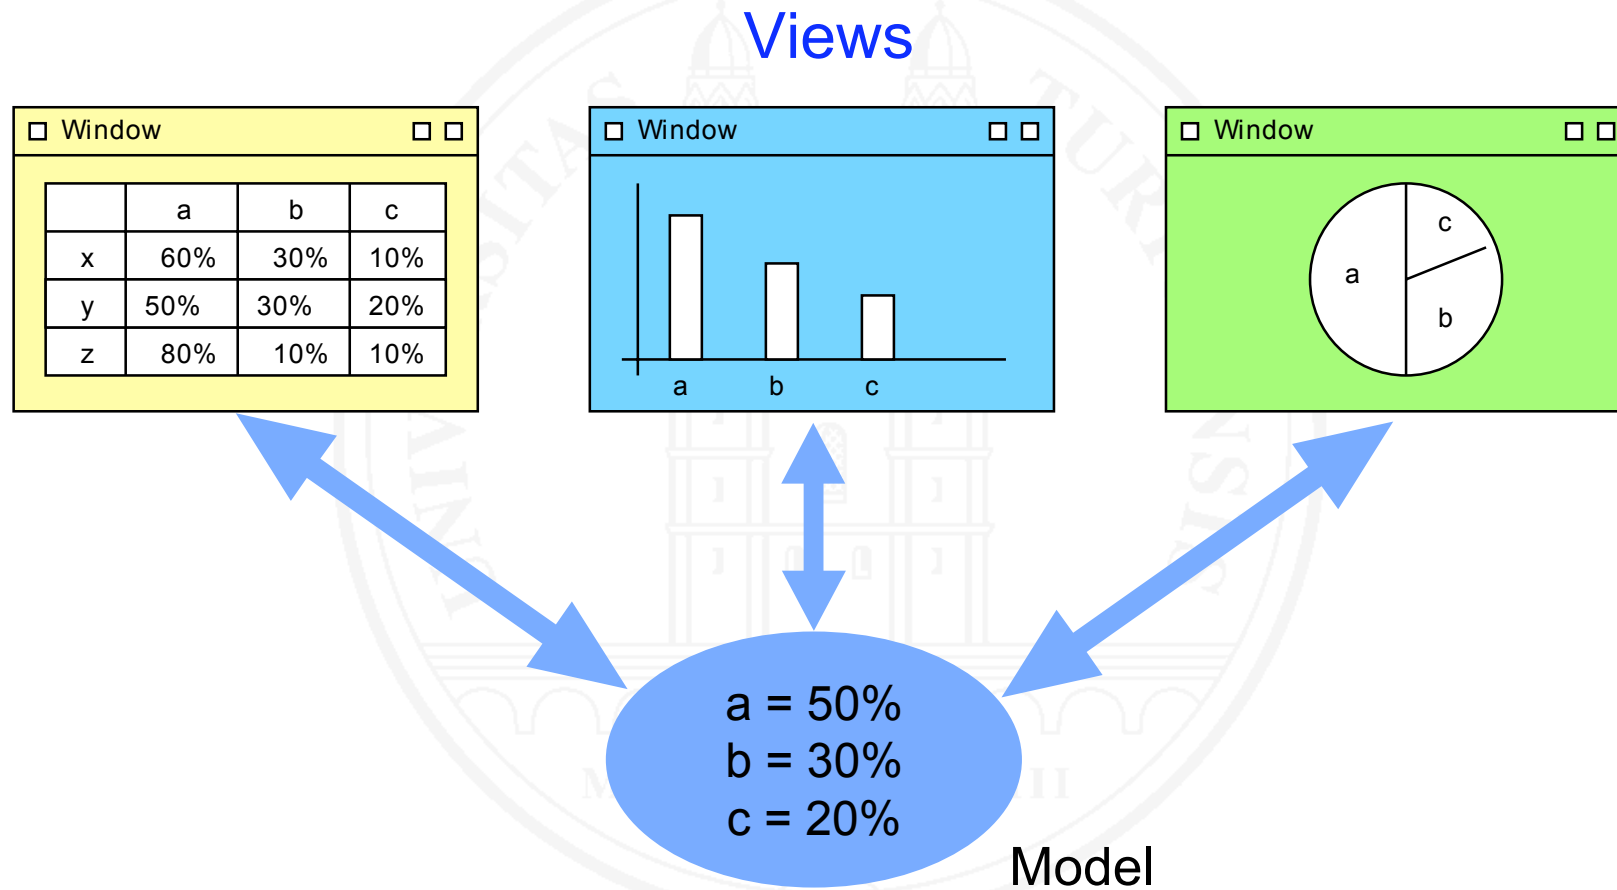 Views
Window
a b c
x 60% 30% 10%
y 50% 30% 20%
z 80% 10% 10%
Window
a b c
Window
a
c
b
a = 50%
b = 30%
c = 20%
Model